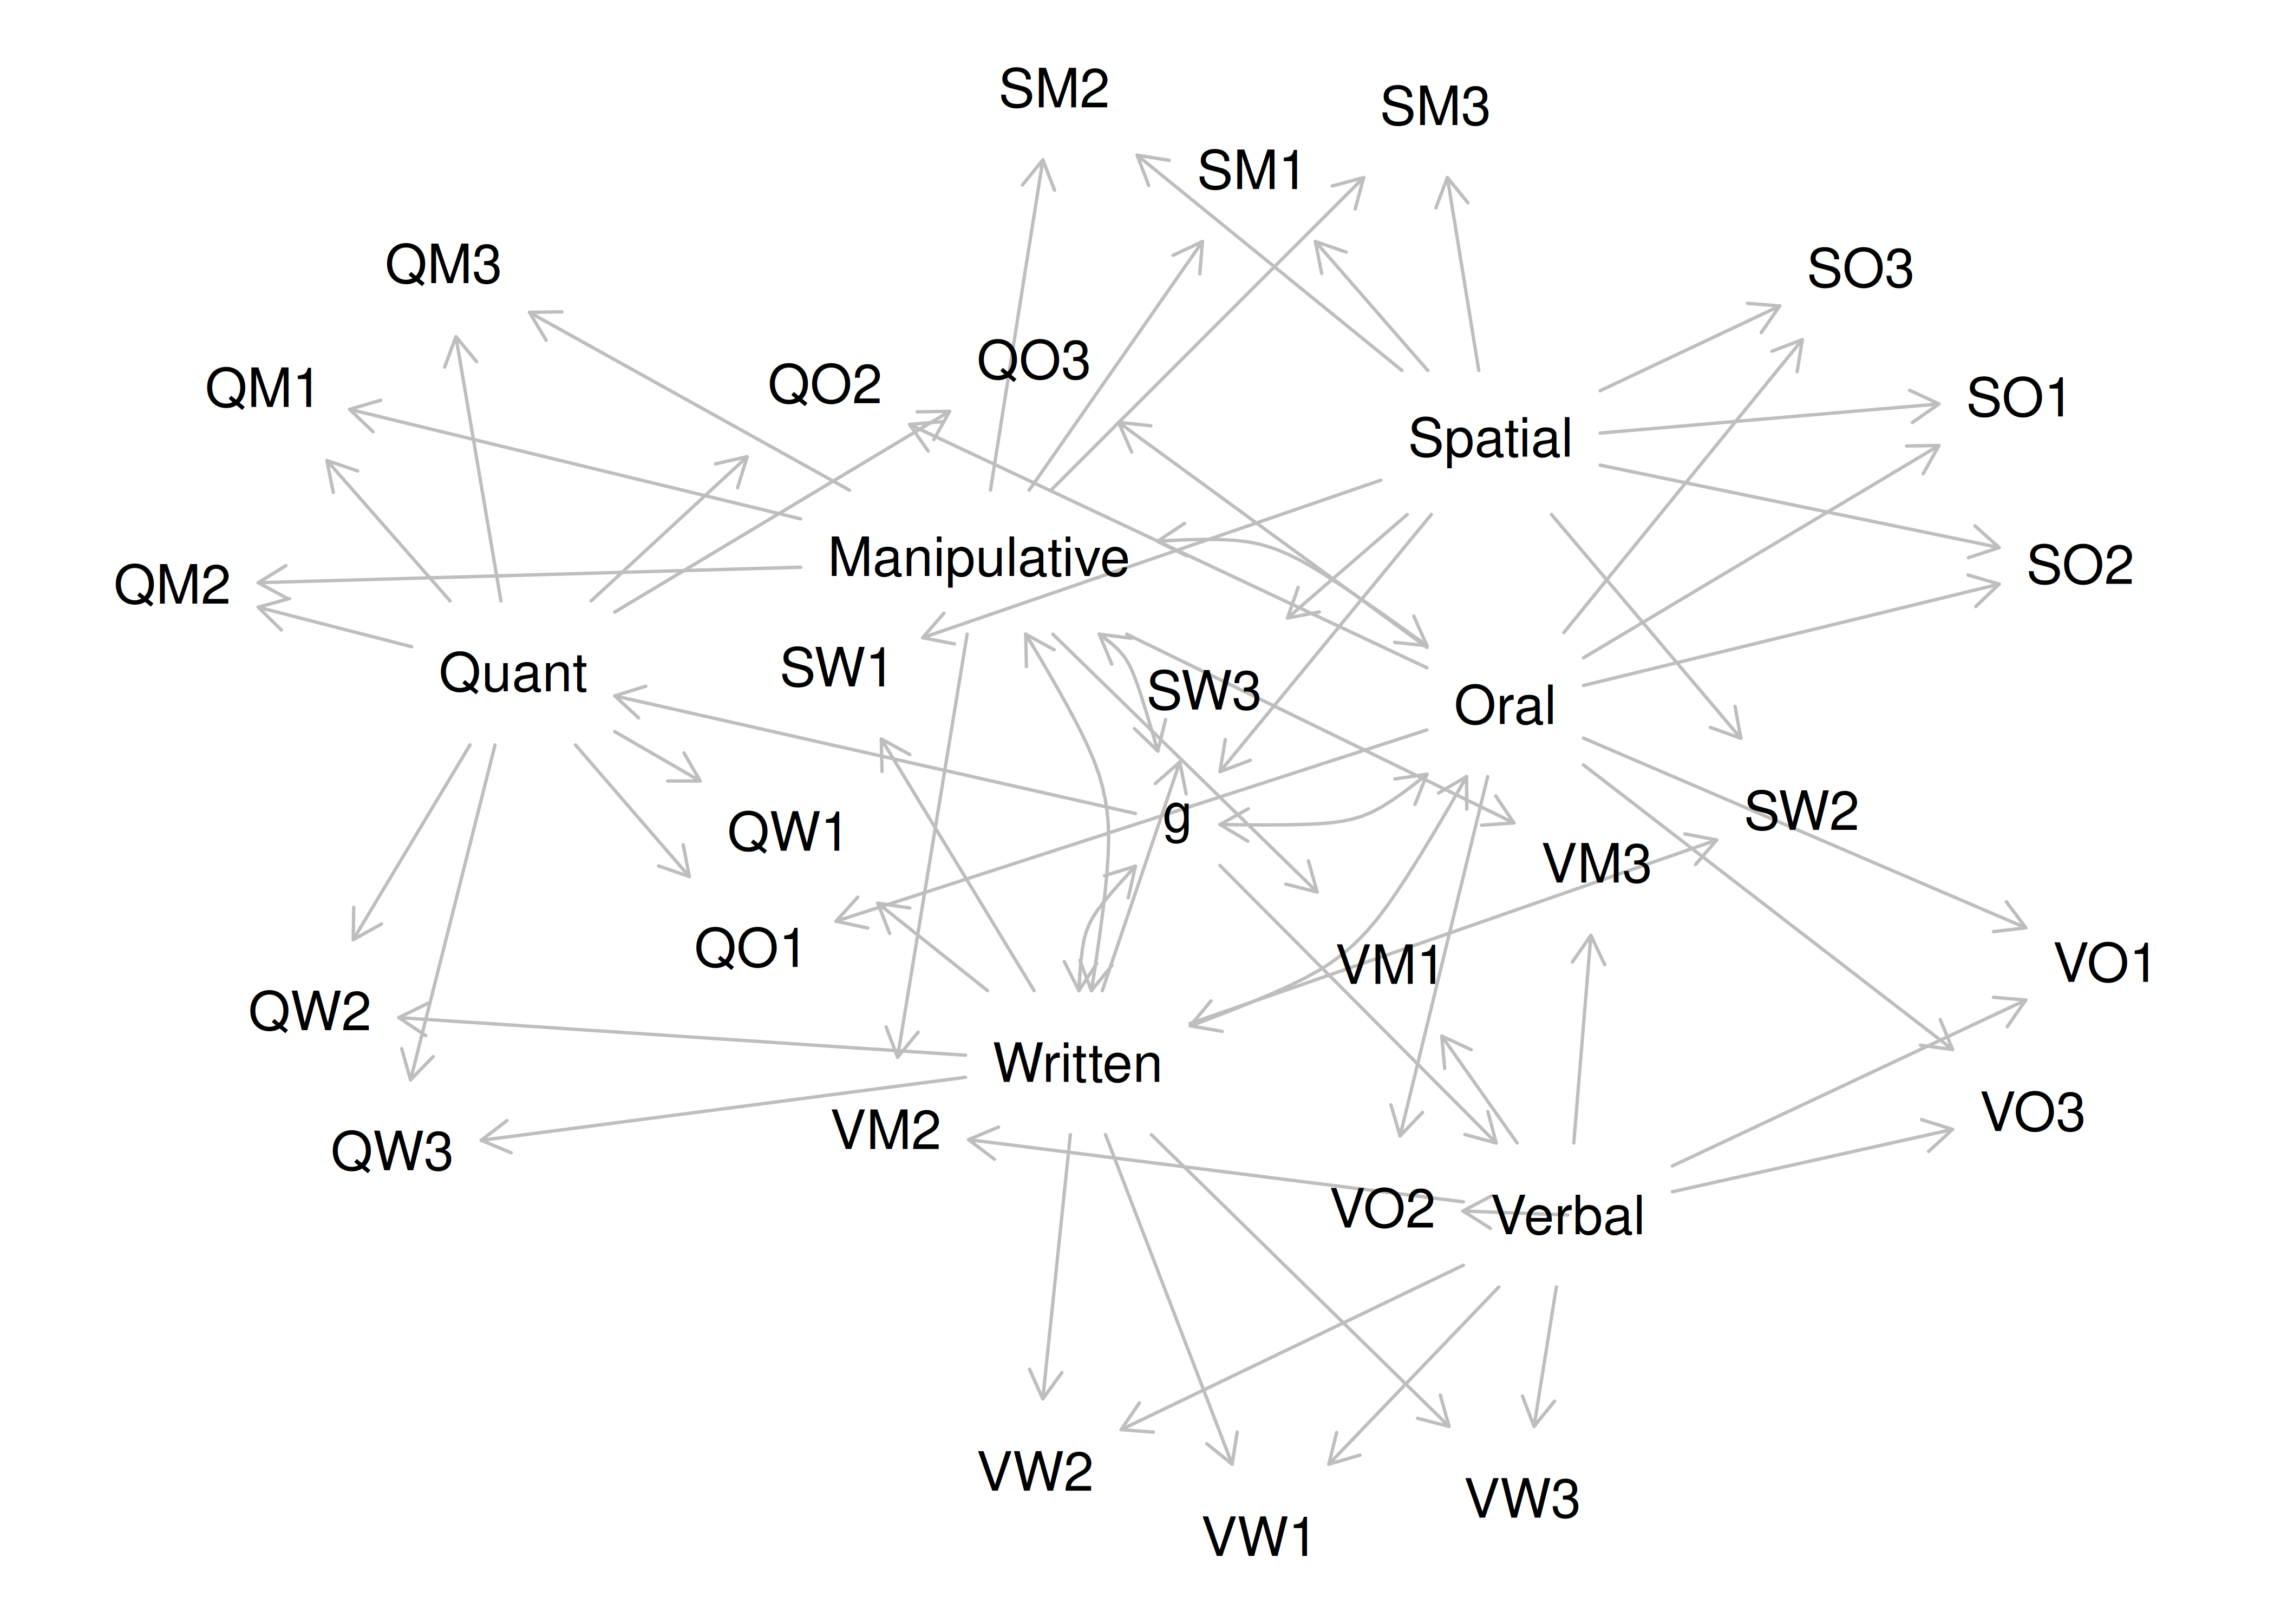 SM2
SM3
SM1
QM3
SO3
QO3
QO2
QM1
SO1
Spatial
Manipulative
SO2
QM2
SW1
Quant
SW3
Oral
SW2
g
QW1
VM3
QO1
VM1
VO1
QW2
Written
VO3
VM2
QW3
VO2
Verbal
VW2
VW3
VW1